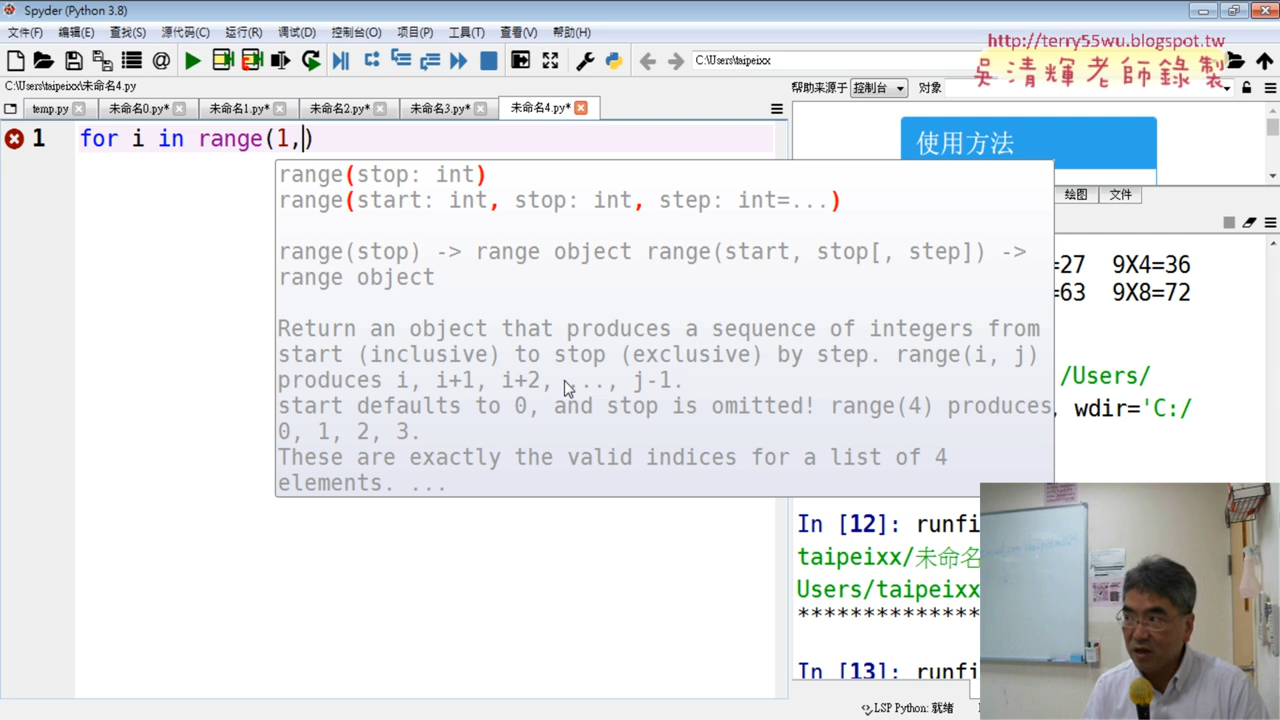 Spyder (Python 3.8)
文件(F) 编辑(E) 查找(S) 源代码(C) 运行(R) 调试(D) 控制台(O) 项目(P) 工具(T) 查看(V) 帮助(H)
http://terry55wu.blogspot.tw
吳清輝老師錄製
C:\Users\taipeixx
C:\Users\taipeixx\未命名4.py
帮助来源于 控制台 对象
temp.py* 未命名0.py* 未命名1.py* 未命名2.py* 未命名3.py* 未命名4.py*
1 for i in range(1,)
使用方法
range(stop: int)
range(start: int, stop: int, step: int=...)
range(stop) -> range object range(start, stop[, step]) ->
range object
Return an object that produces a sequence of integers from
start (inclusive) to stop (exclusive) by step. range(i, j)
produces i, i+1, i+2, ..., j-1.
start defaults to 0, and stop is omitted! range(4) produces
0, 1, 2, 3.
These are exactly the valid indices for a list of 4
elements. ...
绘图 文件
=27 9X4=36
=63 9X8=72
/Users/
, wdir='C:/
In [12]: runfi
taipeixx/未命名
Users/taipeixx
**************
In [13]: runfi
LSP Python: 就绪